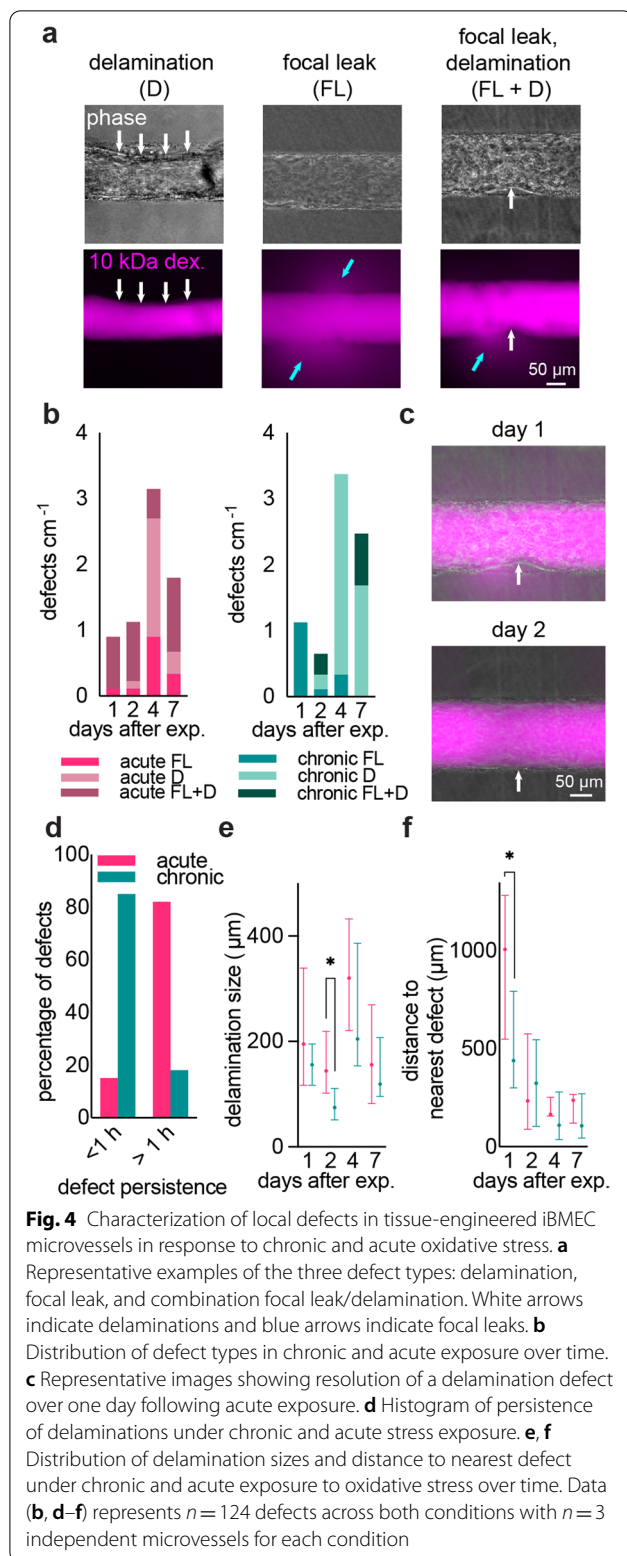 a
delamination
(D)
focal leak
(FL)
focal leak,
delamination
(FL + D)
phase
10 kDa dex.
50 µm
b
4
3
2
1
0
defects cm⁻¹
1 2 4 7
days after exp.
acute FL
acute D
acute FL+D
4
3
2
1
0
defects cm⁻¹
1 2 4 7
days after exp.
chronic FL
chronic D
chronic FL+D
c
day 1
day 2
50 µm
d
100
80
60
40
20
0
percentage of defects
acute
chronic
<1 h
> 1 h
defect persistence
e
400
200
0
delamination size (µm)
*
1 2 4 7
days after exp.
f
1000
500
0
distance to
nearest defect (µm)
*
1 2 4 7
days after exp.
Fig. 4 Characterization of local defects in tissue-engineered iBMEC
microvessels in response to chronic and acute oxidative stress. a
Representative examples of the three defect types: delamination,
focal leak, and combination focal leak/delamination. White arrows
indicate delaminations and blue arrows indicate focal leaks. b
Distribution of defect types in chronic and acute exposure over time.
c Representative images showing resolution of a delamination defect
over one day following acute exposure. d Histogram of persistence
of delaminations under chronic and acute stress exposure. e, f
Distribution of delamination sizes and distance to nearest defect
under chronic and acute exposure to oxidative stress over time. Data
(b, d–f) represents n = 124 defects across both conditions with n = 3
independent microvessels for each condition